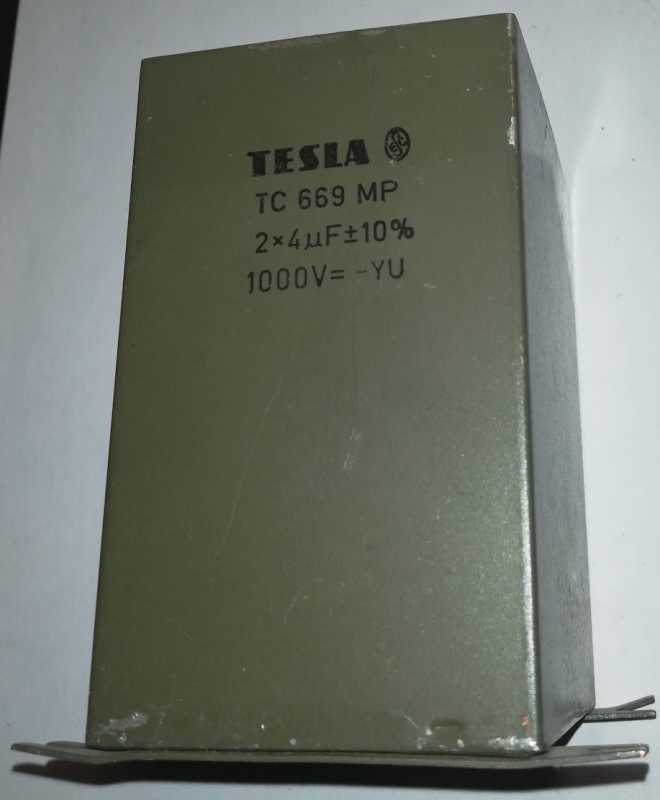 TESLA
TC 669 MP
2×4µF±10%
1000V= -YU